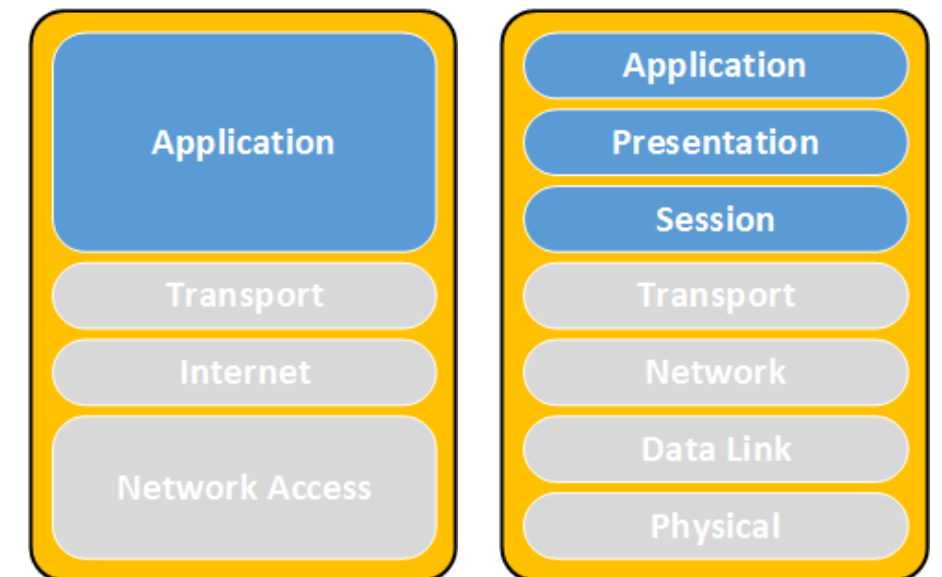 Application
Transport
Internet
Network Access
Application
Presentation
Session
Transport
Network
Data Link
Physical